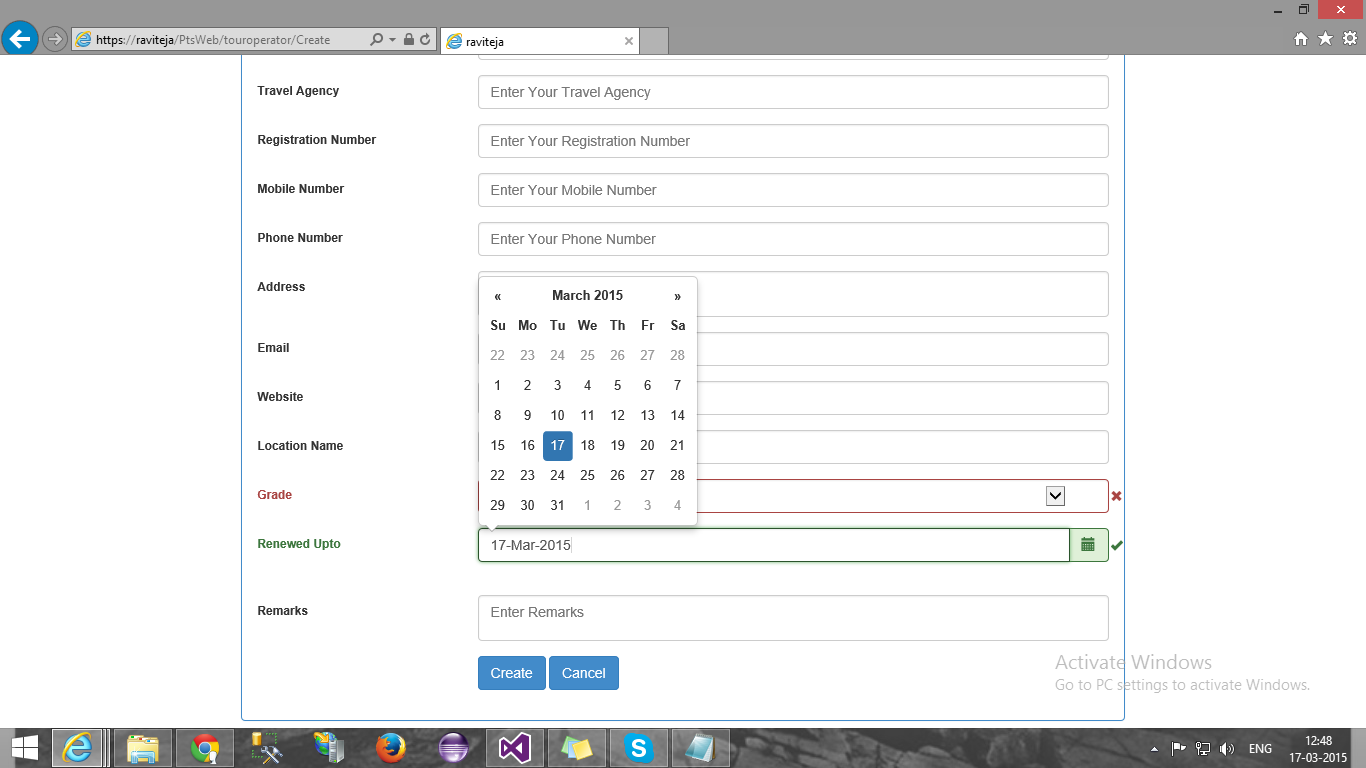 https://raviteja/PtsWeb/touroperator/Create
raviteja
Travel Agency
Enter Your Travel Agency
Registration Number
Enter Your Registration Number
Mobile Number
Enter Your Mobile Number
Phone Number
Enter Your Phone Number
Address
« March 2015 »
Su Mo Tu We Th Fr Sa
22 23 24 25 26 27 28
1 2 3 4 5 6 7
8 9 10 11 12 13 14
15 16 17 18 19 20 21
22 23 24 25 26 27 28
29 30 31 1 2 3 4
Email
Website
Location Name
Grade
Renewed Upto
17-Mar-2015
Remarks
Enter Remarks
Create Cancel
Activate Windows
Go to PC settings to activate Windows.
ENG
12:48
17-03-2015